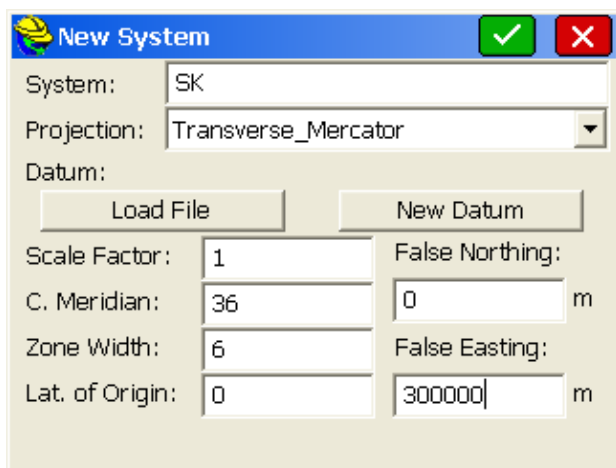 New System
System: SK
Projection: Transverse_Mercator
Datum:
Load File New Datum
Scale Factor: 1 False Northing:
C. Meridian: 36 0 m
Zone Width: 6 False Easting:
Lat. of Origin: 0 300000 m